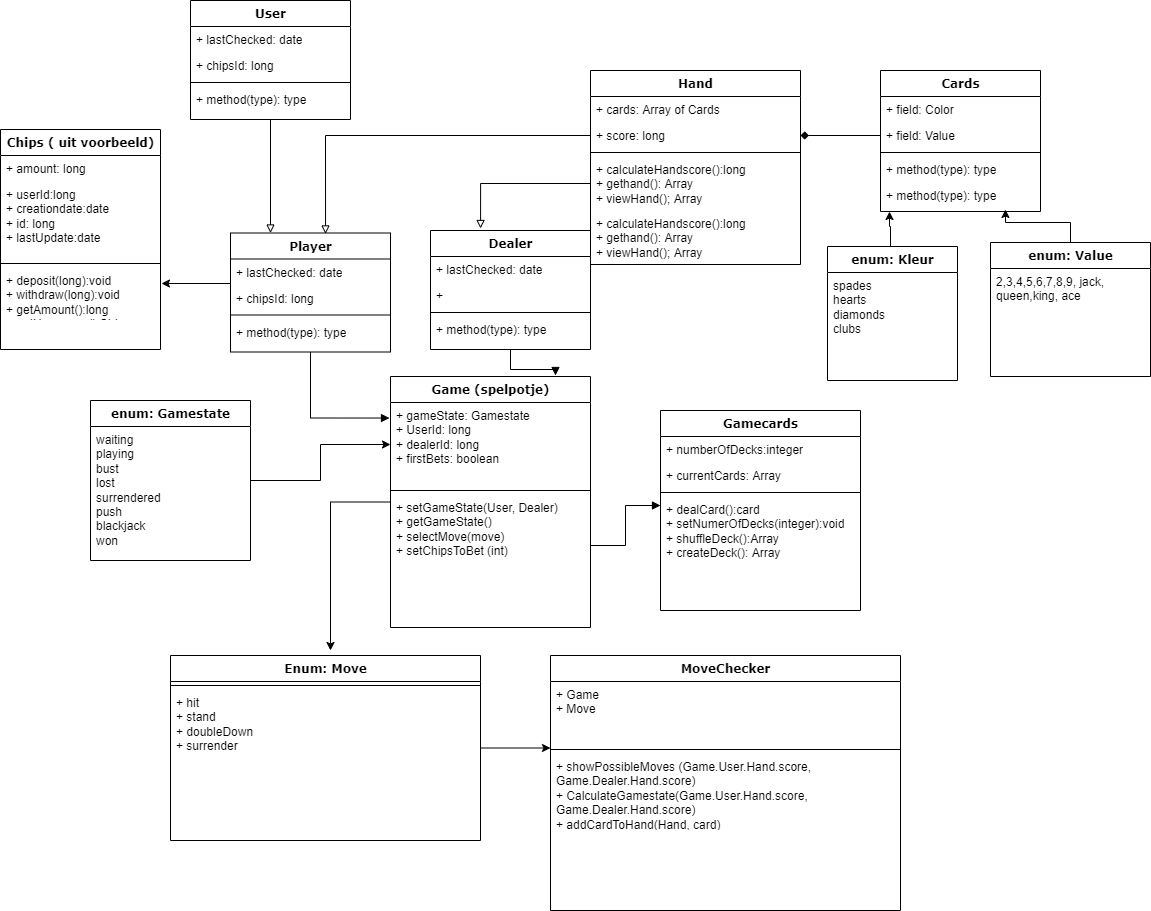 User
+ lastChecked: date
+ chipsId: long
+ method(type): type
Chips ( uit voorbeeld)
+ amount: long
+ userId:long
+ creationdate:date
+ id: long
+ lastUpdate:date
+ deposit(long):void
+ withdraw(long):void
+ getAmount():long
Player
+ lastChecked: date
+ chipsId: long
+ method(type): type
Dealer
+ lastChecked: date
+
+ method(type): type
Hand
+ cards: Array of Cards
+ score: long
+ calculateHandscore():long
+ gethand(): Array
+ viewHand(); Array
+ calculateHandscore():long
+ gethand(): Array
+ viewHand(); Array
Cards
+ field: Color
+ field: Value
+ method(type): type
+ method(type): type
enum: Kleur
spades
hearts
diamonds
clubs
enum: Value
2,3,4,5,6,7,8,9, jack,
queen,king, ace
enum: Gamestate
waiting
playing
bust
lost
surrendered
push
blackjack
won
Game (spelpotje)
+ gameState: Gamestate
+ UserId: long
+ dealerId: long
+ firstBets: boolean
+ setGameState(User, Dealer)
+ getGameState()
+ selectMove(move)
+ setChipsToBet (int)
Gamecards
+ numberOfDecks:integer
+ currentCards: Array
+ dealCard():card
+ setNumerOfDecks(integer):void
+ shuffleDeck():Array
+ createDeck(): Array
Enum: Move
+ hit
+ stand
+ doubleDown
+ surrender
MoveChecker
+ Game
+ Move
+ showPossibleMoves (Game.User.Hand.score,
Game.Dealer.Hand.score)
+ CalculateGamestate(Game.User.Hand.score,
Game.Dealer.Hand.score)
+ addCardToHand(Hand, card)